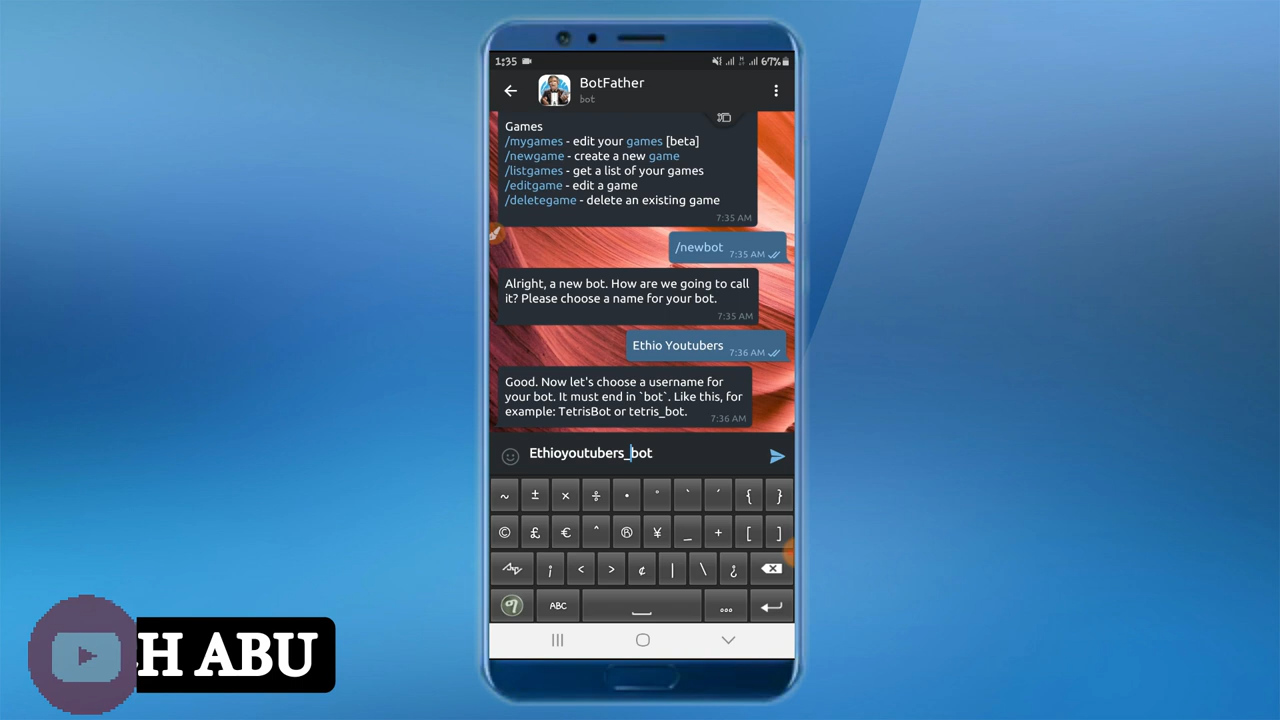 1:35
67%
BotFather
bot
Games
/mygames - edit your games [beta]
/newgame - create a new game
/listgames - get a list of your games
/editgame - edit a game
/deletegame - delete an existing game
7:35 AM
/newbot
7:35 AM
Alright, a new bot. How are we going to call
it? Please choose a name for your bot.
7:35 AM
Ethio Youtubers
7:36 AM
Good. Now let's choose a username for
your bot. It must end in `bot`. Like this, for
example: TetrisBot or tetris_bot.
7:36 AM
Ethioyoutubers_bot
~ ± × ÷ • ° ` ´ { }
© £ € ^ ® ¥ _ + [ ]
¡ < > ¢ | \ ¿
ABC ...
H ABU